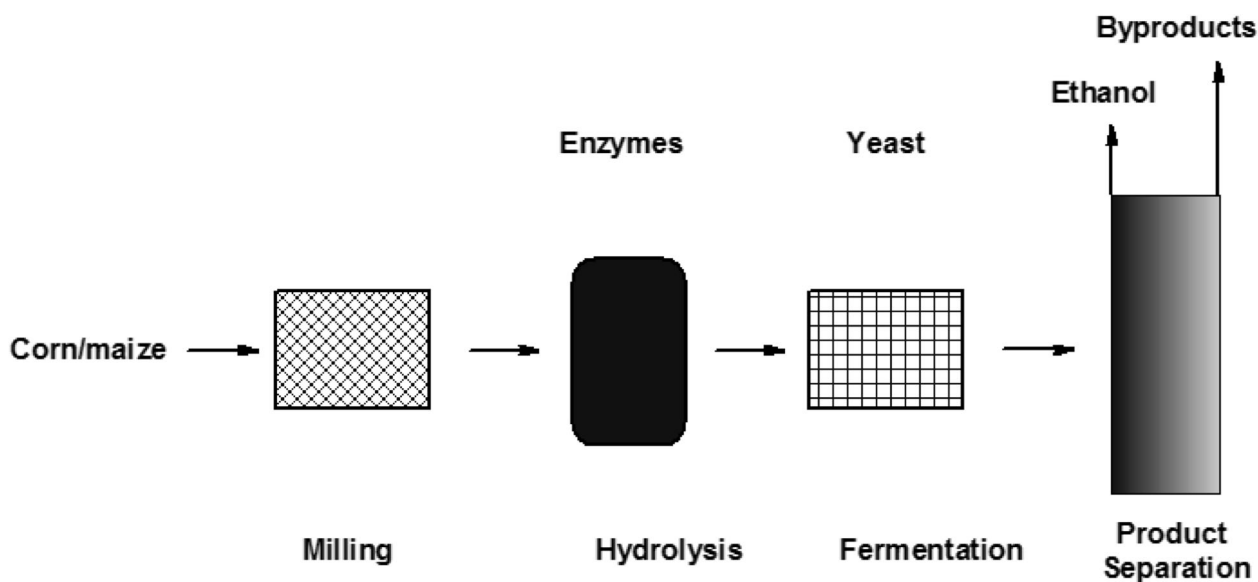 Byproducts
Ethanol
Enzymes
Yeast
Corn/maize
Milling
Hydrolysis
Fermentation
Product
Separation